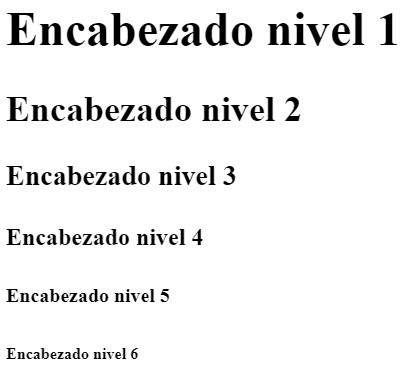 Encabezado nivel 1
Encabezado nivel 2
Encabezado nivel 3
Encabezado nivel 4
Encabezado nivel 5
Encabezado nivel 6